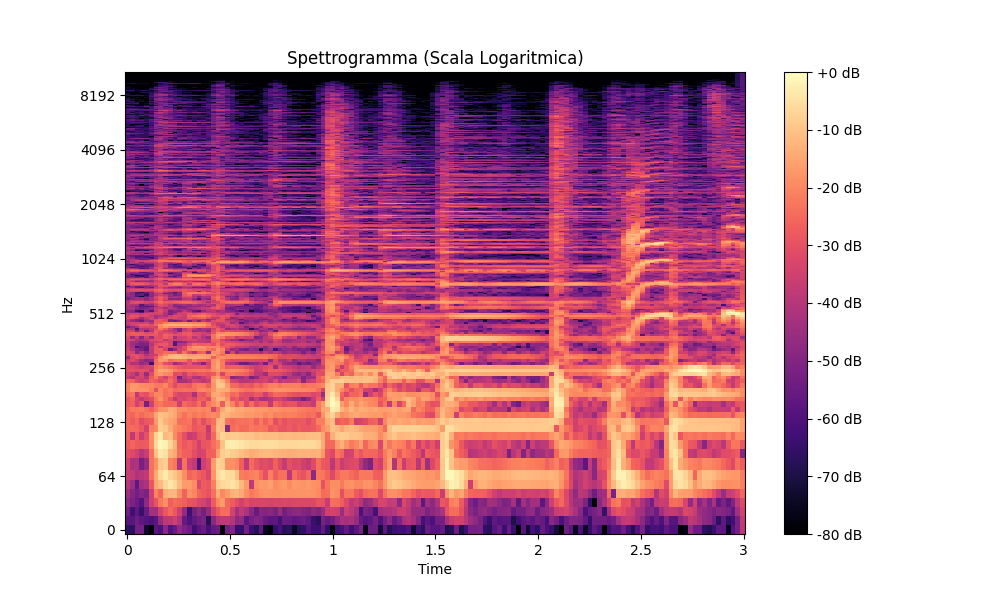 Spettrogramma (Scala Logaritmica)
Hz
8192
4096
2048
1024
512
256
128
64
0
0
0.5
1
1.5
2
2.5
3
Time
+0 dB
-10 dB
-20 dB
-30 dB
-40 dB
-50 dB
-60 dB
-70 dB
-80 dB